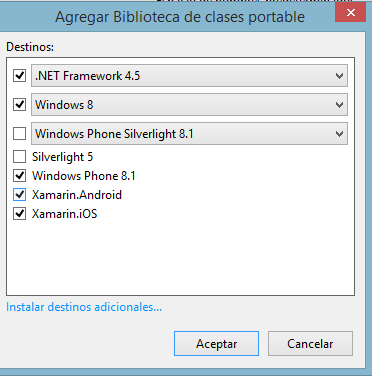 Agregar Biblioteca de clases portable
Destinos:
.NET Framework 4.5
Windows 8
Windows Phone Silverlight 8.1
Silverlight 5
Windows Phone 8.1
Xamarin.Android
Xamarin.iOS
Instalar destinos adicionales...
Aceptar
Cancelar